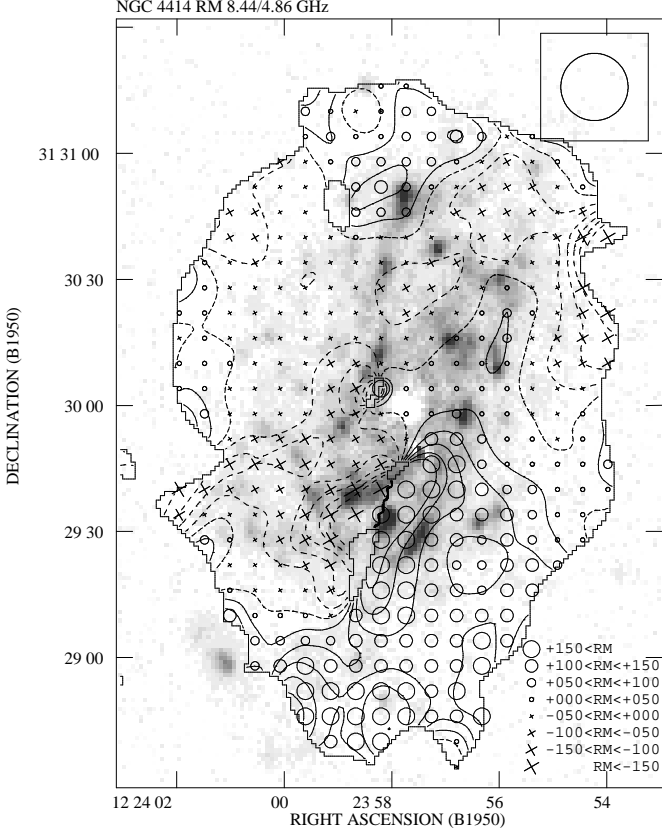 NGC 4414 RM 8.44/4.86 GHz
31 31 00
30 30
30 00
29 30
29 00
DECLINATION (B1950)
+150<RM
+100<RM<+150
+050<RM<+100
+000<RM<+050
-050<RM<+000
-100<RM<-050
-150<RM<-100
RM<-150
12 24 02
00
23 58
56
54
RIGHT ASCENSION (B1950)